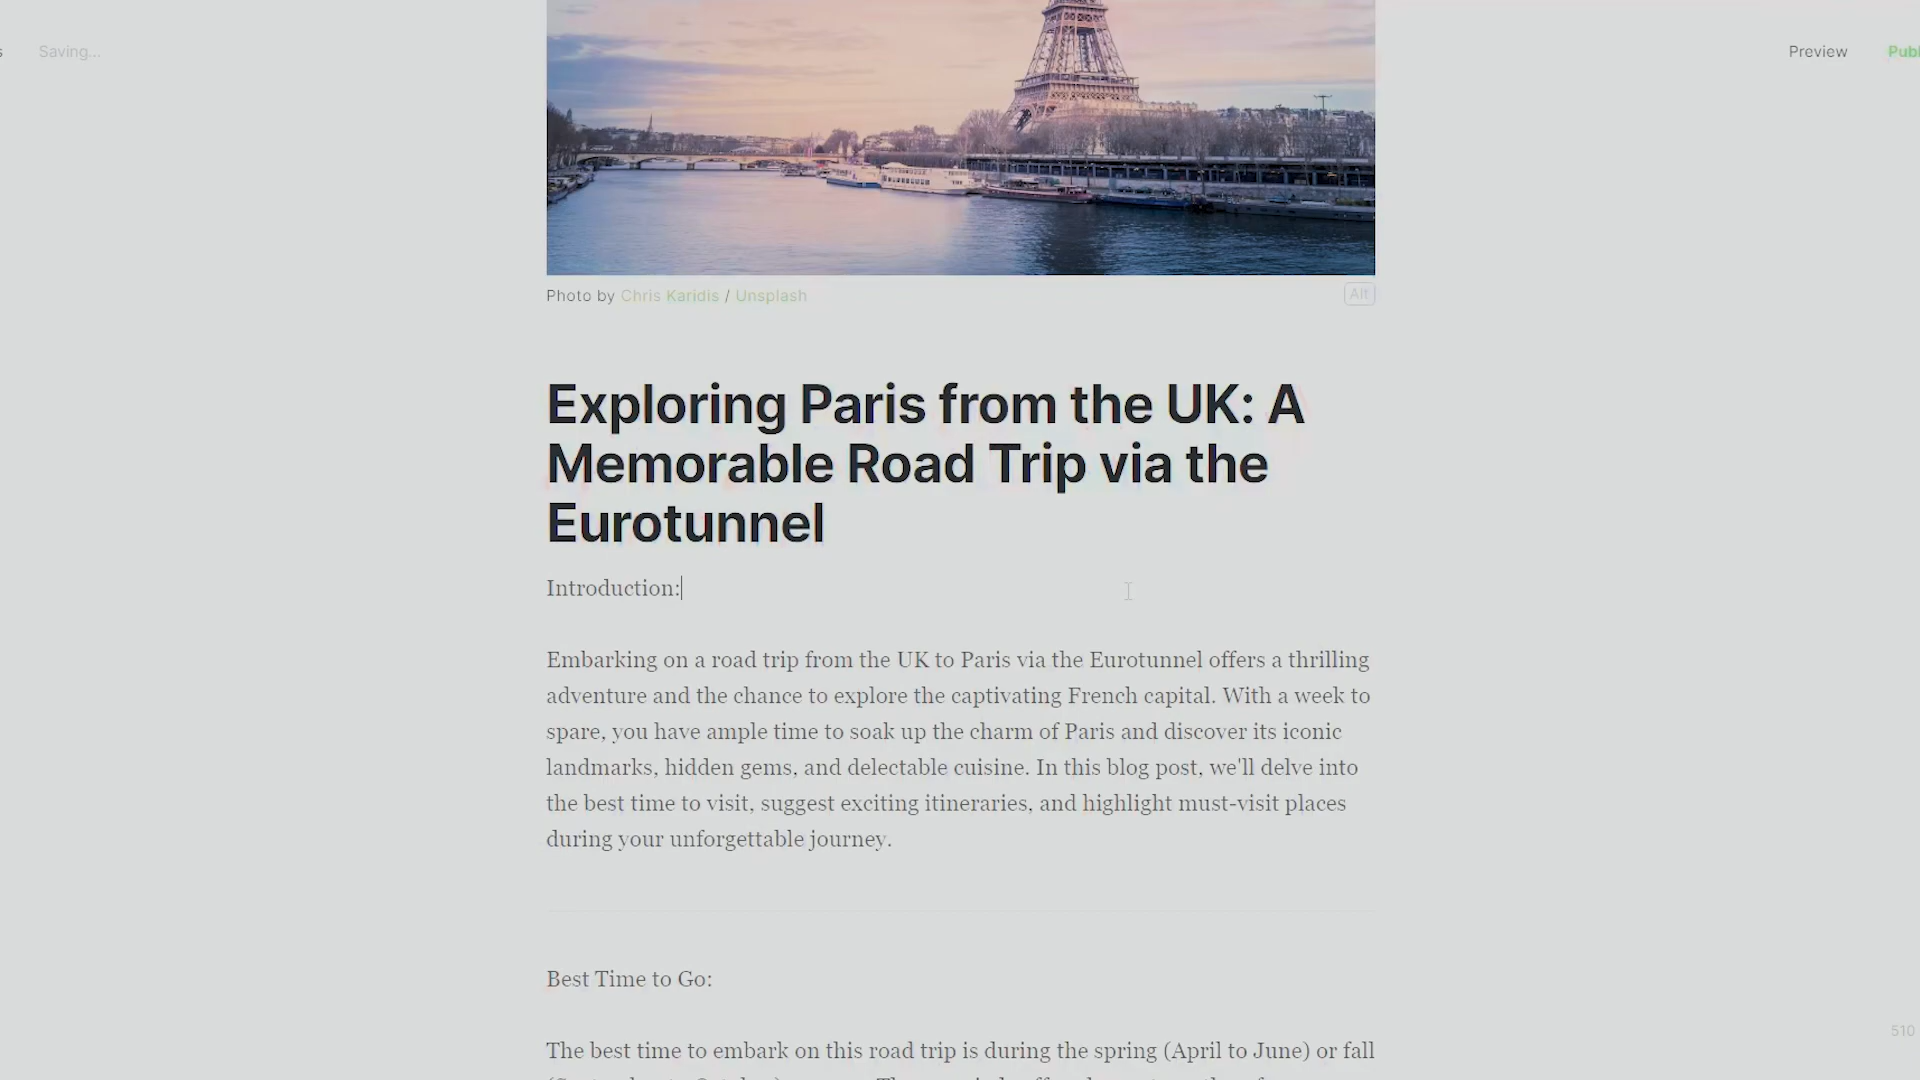 Saving...
Preview
Photo by Chris Karidis / Unsplash
Alt
Exploring Paris from the UK: A
Memorable Road Trip via the
Eurotunnel
Introduction:
Embarking on a road trip from the UK to Paris via the Eurotunnel offers a thrilling
adventure and the chance to explore the captivating French capital. With a week to
spare, you have ample time to soak up the charm of Paris and discover its iconic
landmarks, hidden gems, and delectable cuisine. In this blog post, we'll delve into
the best time to visit, suggest exciting itineraries, and highlight must-visit places
during your unforgettable journey.
Best Time to Go:
The best time to embark on this road trip is during the spring (April to June) or fall
510